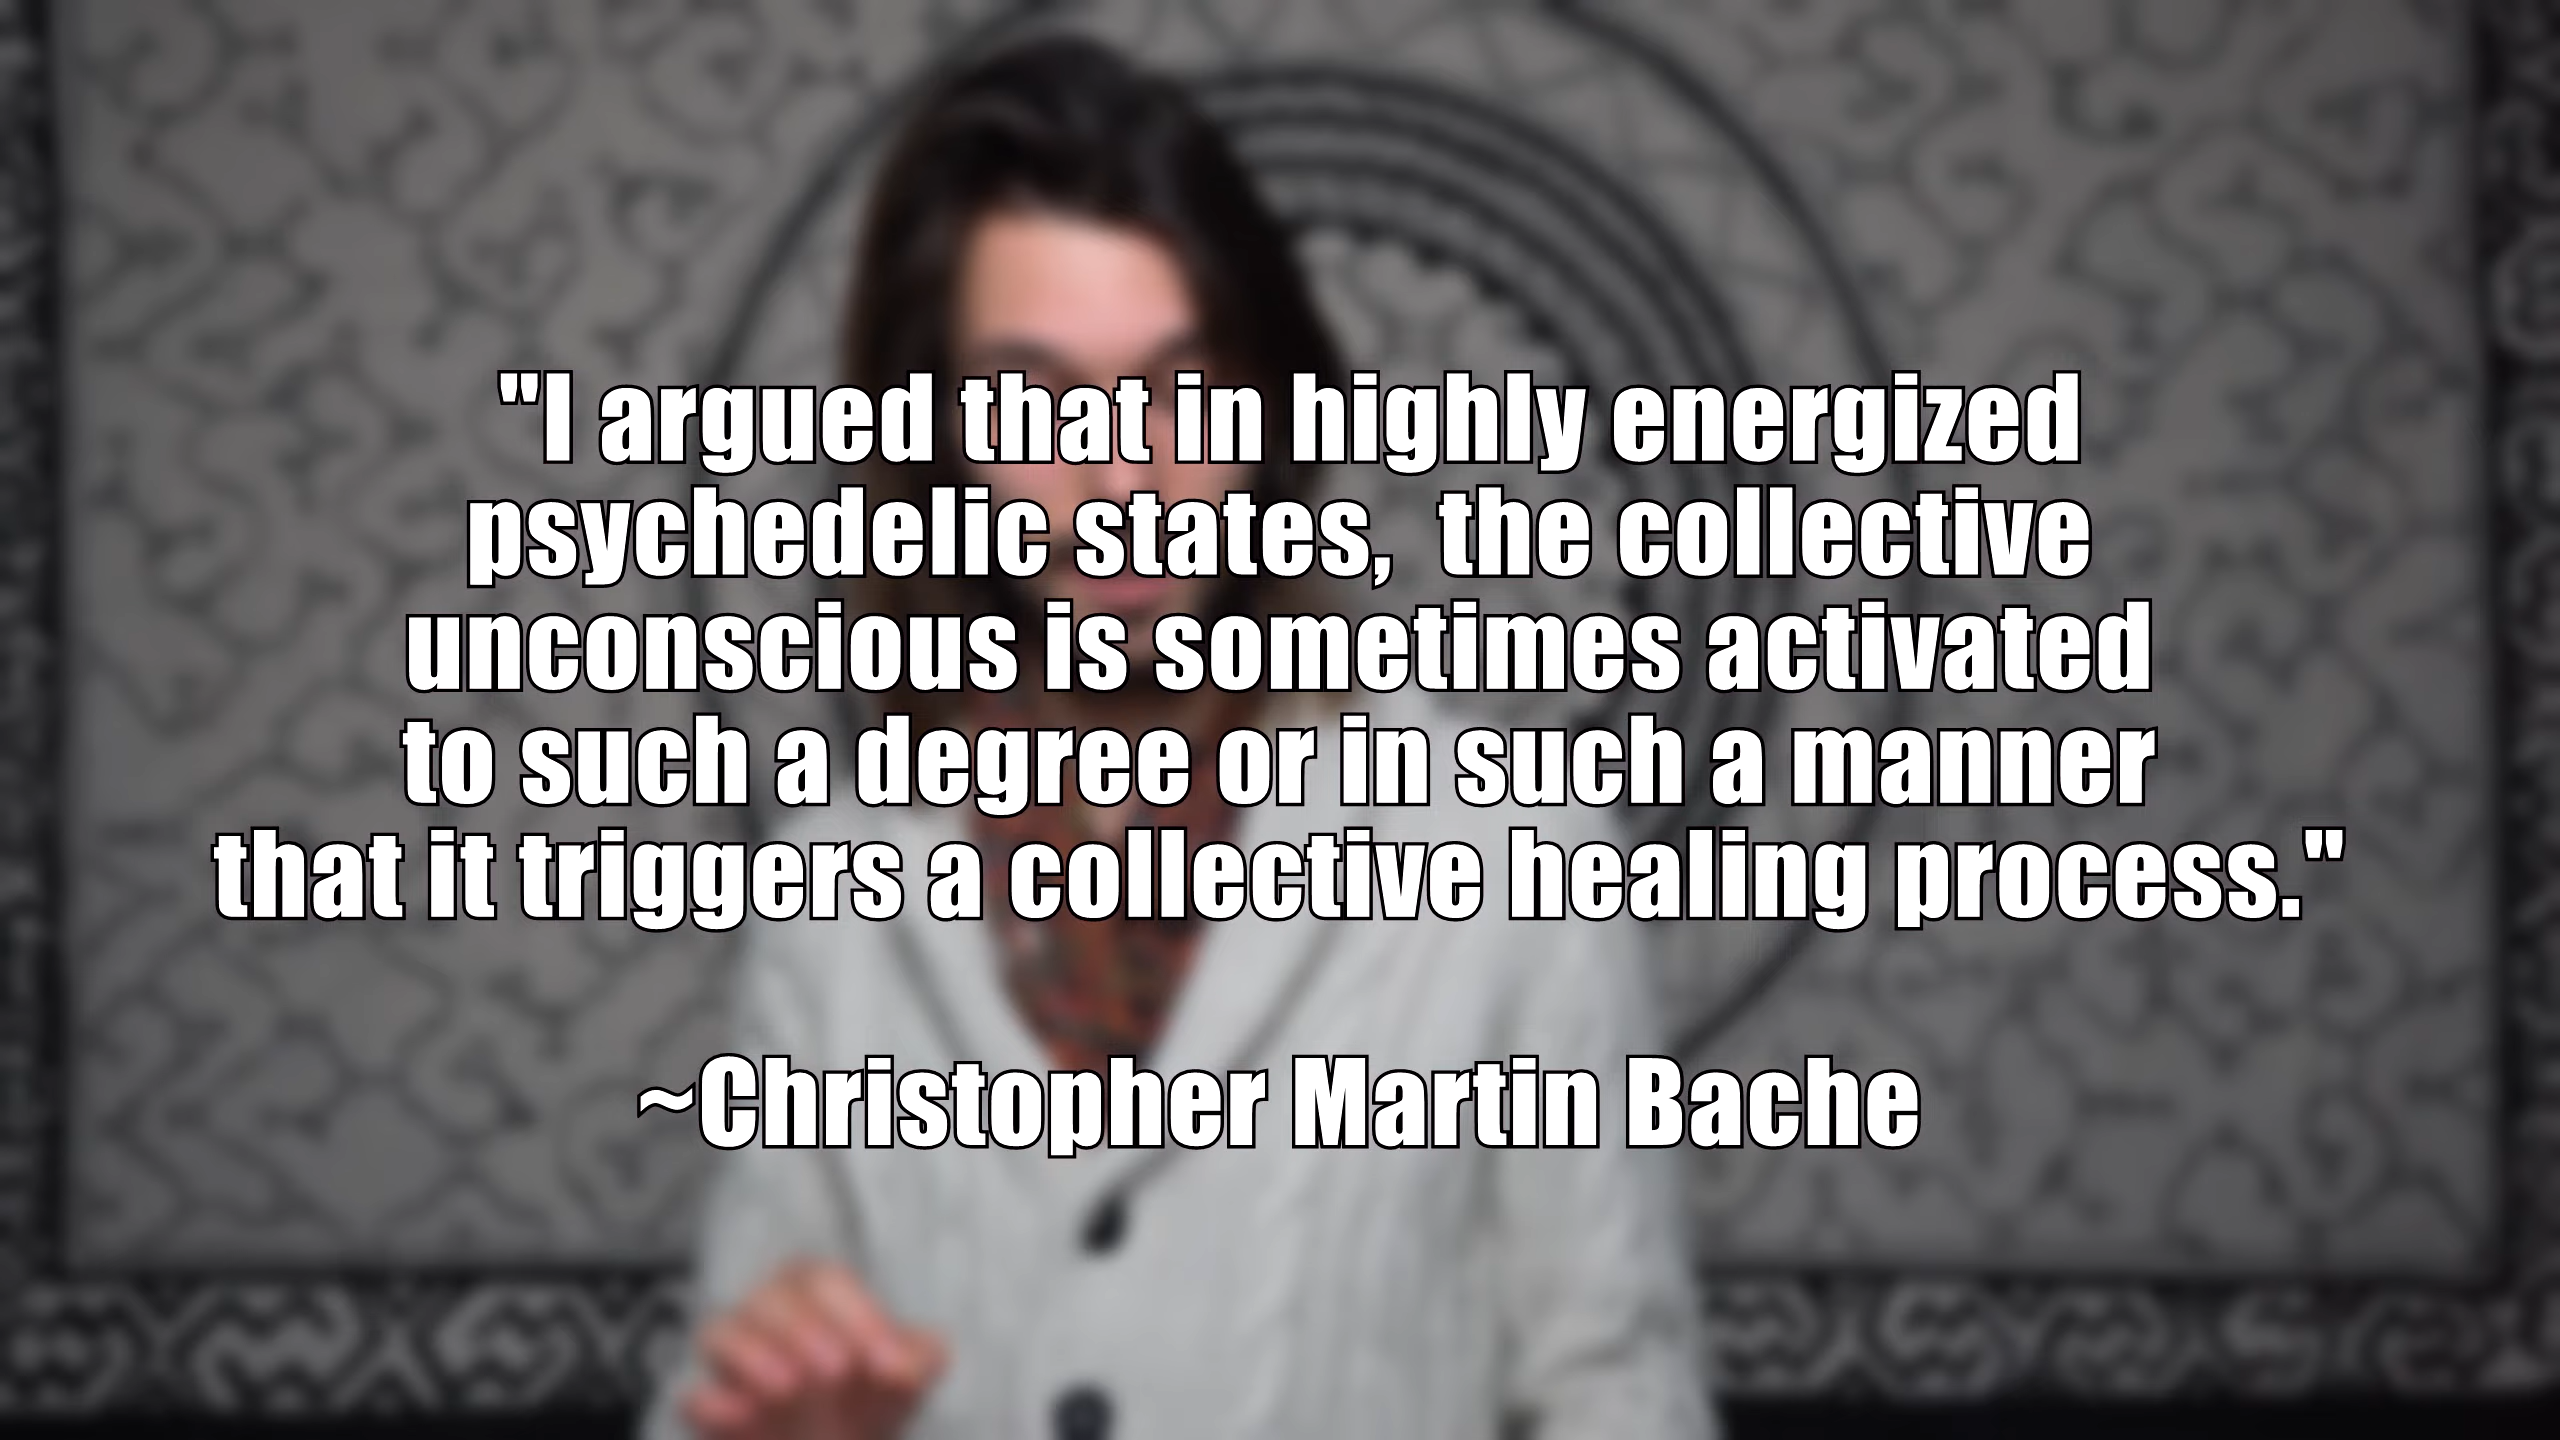 "I argued that in highly energized
psychedelic states,  the collective
unconscious is sometimes activated
to such a degree or in such a manner
that it triggers a collective healing process."
~Christopher Martin Bache